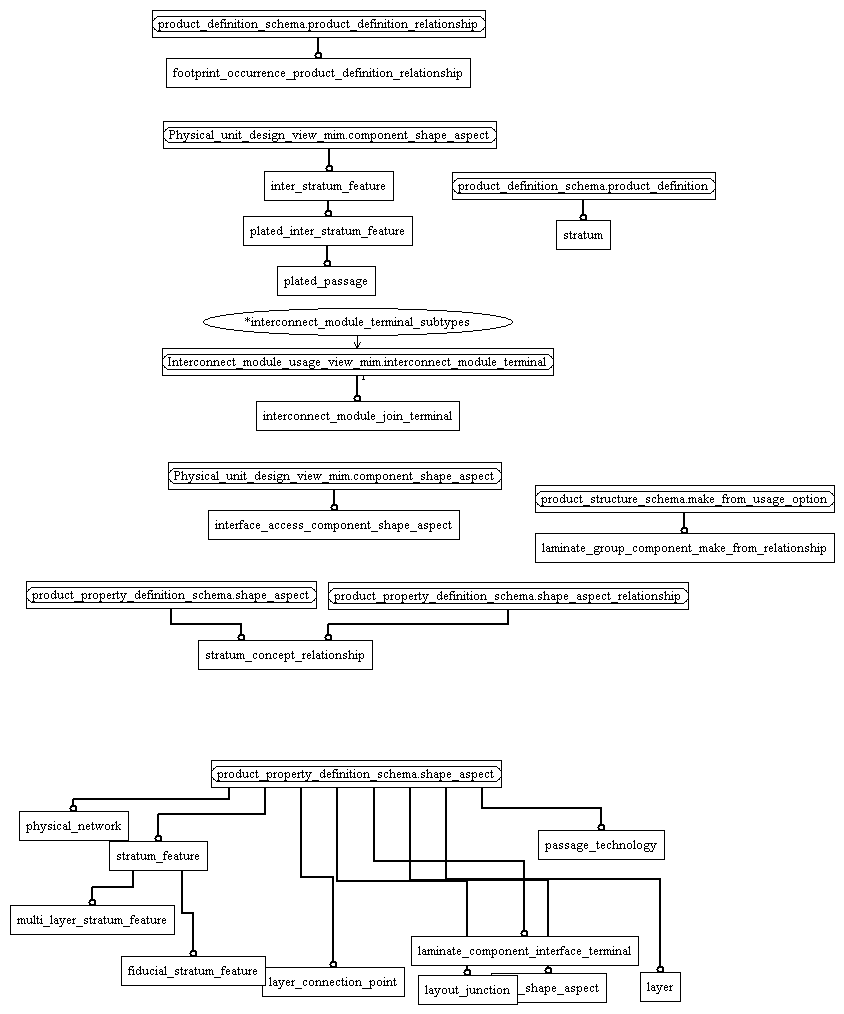 product_definition_schema.product_definition_relationship
footprint_occurrence_product_definition_relationship
Physical_unit_design_view_mim.component_shape_aspect
inter_stratum_feature
product_definition_schema.product_definition
plated_inter_stratum_feature
stratum
plated_passage
*interconnect_module_terminal_subtypes
Interconnect_module_usage_view_mim.interconnect_module_terminal
1
interconnect_module_join_terminal
Physical_unit_design_view_mim.component_shape_aspect
product_structure_schema.make_from_usage_option
interface_access_component_shape_aspect
laminate_group_component_make_from_relationship
product_property_definition_schema.shape_aspect
product_property_definition_schema.shape_aspect_relationship
stratum_concept_relationship
product_property_definition_schema.shape_aspect
physical_network
passage_technology
stratum_feature
multi_layer_stratum_feature
laminate_component_interface_terminal
fiducial_stratum_feature
layer_connection_point
layout_junction
_shape_aspect
layer